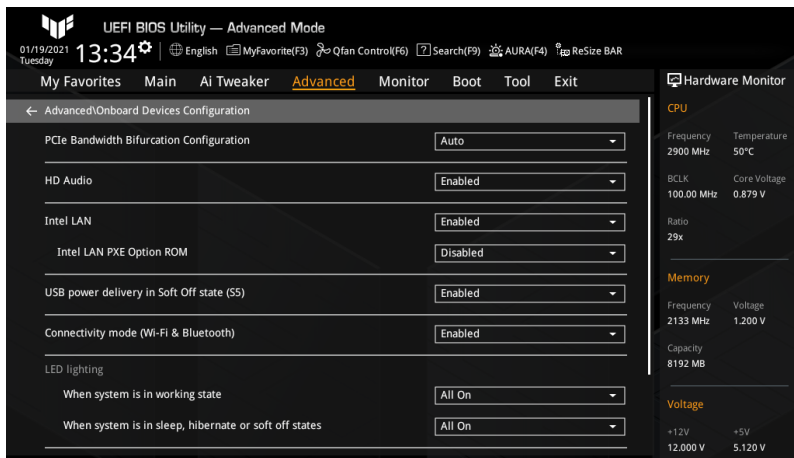 UEFI BIOS Utility — Advanced Mode
01/19/2021 Tuesday 13:34 English MyFavorite(F3) Qfan Control(F6) ? Search(F9) AURA(F4) ReSize BAR
My Favorites Main Ai Tweaker Advanced Monitor Boot Tool Exit
← Advanced\Onboard Devices Configuration
PCIe Bandwidth Bifurcation Configuration Auto
HD Audio Enabled
Intel LAN Enabled
Intel LAN PXE Option ROM Disabled
USB power delivery in Soft Off state (S5) Enabled
Connectivity mode (Wi-Fi & Bluetooth) Enabled
LED lighting
When system is in working state All On
When system is in sleep, hibernate or soft off states All On
Hardware Monitor
CPU
Frequency Temperature
2900 MHz 50°C
BCLK Core Voltage
100.00 MHz 0.879 V
Ratio
29x
Memory
Frequency Voltage
2133 MHz 1.200 V
Capacity
8192 MB
Voltage
+12V +5V
12.000 V 5.120 V